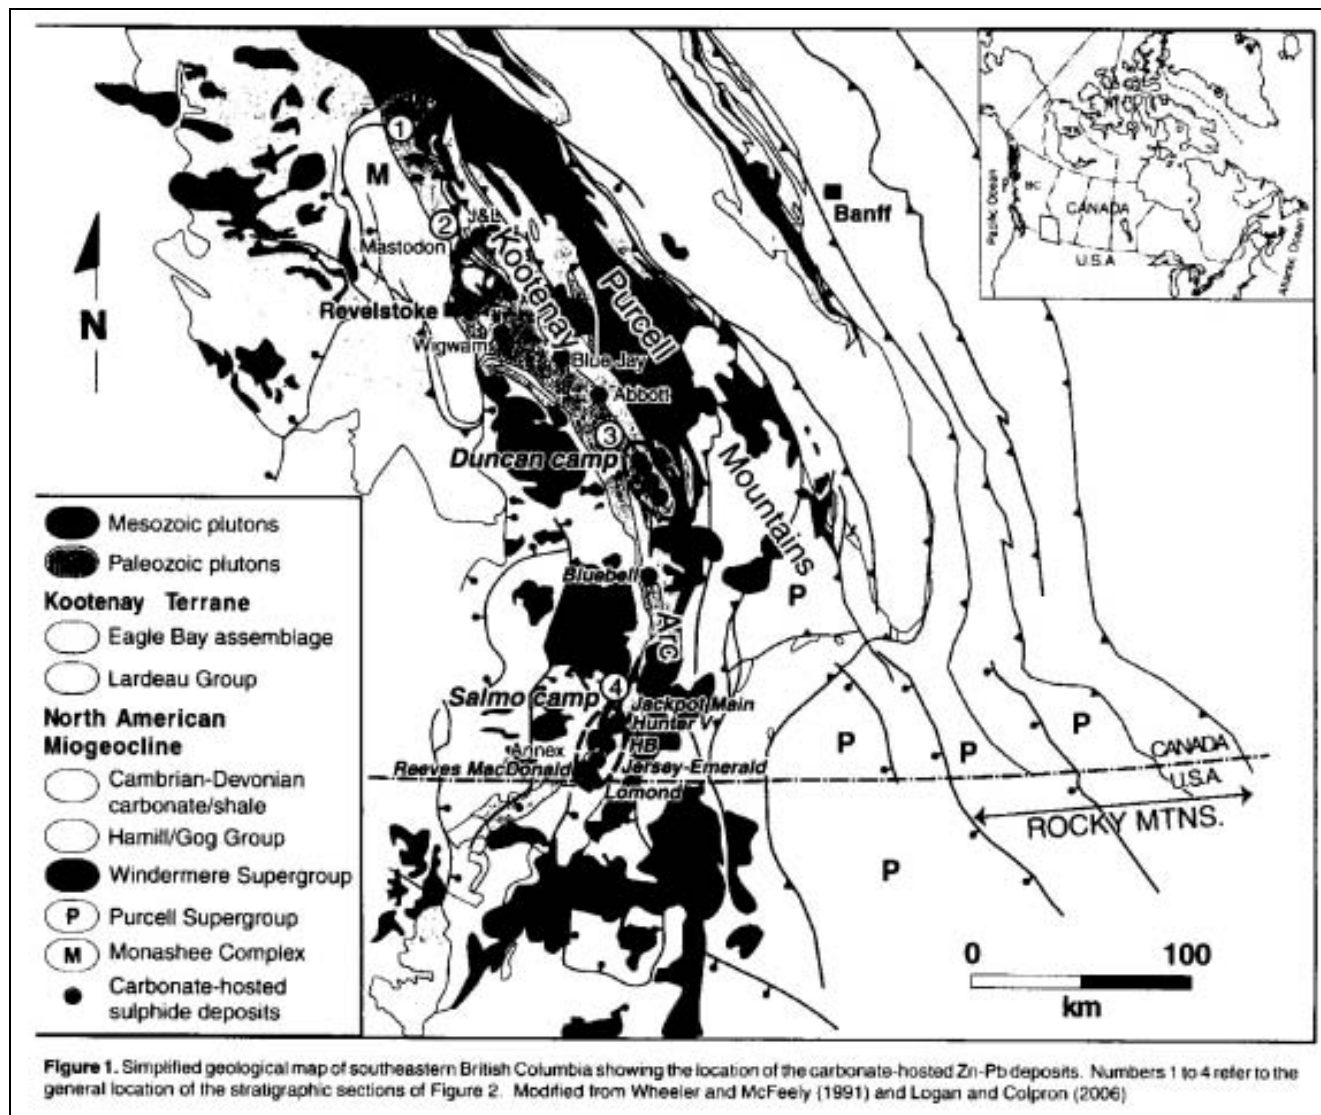 Pacific Ocean
BC
CANADA
U.S.A
Atlantic Ocean
1
M
2
J&L
Mastodon
Kootenay
Arc
Purcell
Mountains
Banff
N
Revelstoke
Wigwam
Blue Jay
Abbott
3
Duncan camp
Bluebell
P
Salmo camp
4
Jackpot Main
Hunter V
HB
Annex
Reeves MacDonald
Jersey-Emerald
Lomond
P
P
P
CANADA
U.S.A.
ROCKY MTNS.
P
0 100
km
Mesozoic plutons
Paleozoic plutons
Kootenay Terrane
Eagle Bay assemblage
Lardeau Group
North American
Miogeocline
Cambrian-Devonian
carbonate/shale
Hamill/Gog Group
Windermere Supergroup
P Purcell Supergroup
M Monashee Complex
Carbonate-hosted
sulphide deposits
Figure 1. Simplified geological map of southeastern British Columbia showing the location of the carbonate-hosted Zn-Pb deposits. Numbers 1 to 4 refer to the
general location of the stratigraphic sections of Figure 2. Modified from Wheeler and McFeely (1991) and Logan and Colpron (2006)